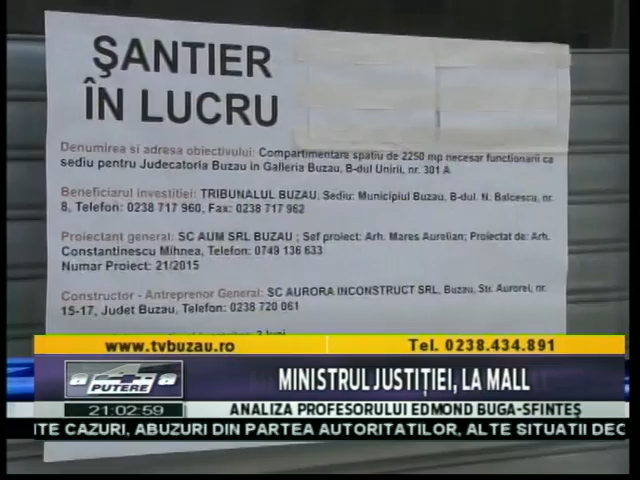 ŞANTIER
ÎN LUCRU
Denumirea si adresa obiectivului: Compartimentare spatiu de 2250 mp necesar functionarii ca
sediu pentru Judecatoria Buzau in Galleria Buzau, B-dul Unirii, nr. 301 A
Beneficiarul investitiei: TRIBUNALUL BUZAU, Sediu: Municipiul Buzau, B-dul. N. Balcescu, nr.
8, Telefon: 0238 717 960, Fax: 0238 717 962
Proiectant general: SC AUM SRL BUZAU ; Sef proiect: Arh. Mares Aurelian; Proiectat de: Arh.
Constantinescu Mihnea, Telefon: 0749 136 633
Numar Proiect: 21/2015
Constructor - Antreprenor General: SC AURORA INCONSTRUCT SRL, Buzau, Str. Aurorei, nr.
15-17, Judet Buzau, Telefon: 0238 720 061
www.tvbuzau.ro Tel. 0238.434.891
a 4-a
PUTERE
MINISTRUL JUSTIŢIEI, LA MALL
21:02:59 ANALIZA PROFESORULUI EDMOND BUGA-SFINTEŞ
ITE CAZURI, ABUZURI DIN PARTEA AUTORITATILOR, ALTE SITUATII DEC